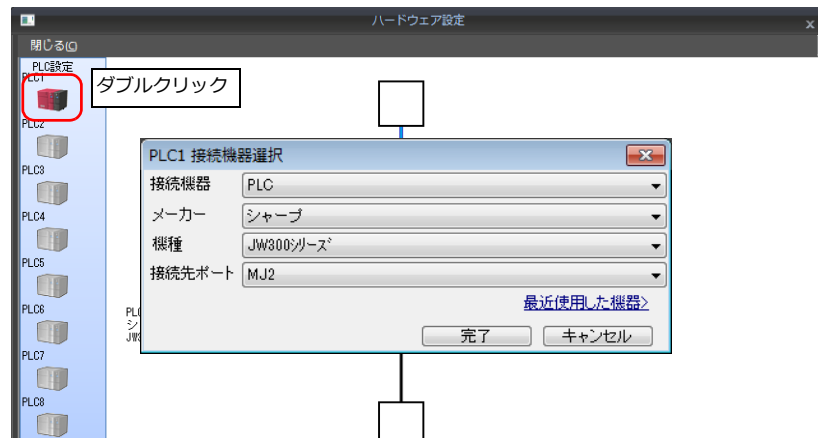 ハードウェア設定
x
閉じる(C)
PLC設定
PLC1
ダブルクリック
PLC2
PLC3
PLC4
PLC5
PLC6
PLC7
PLC8
PLC1 接続機器選択
接続機器 PLC
メーカー シャープ
機種 JW300シリーズ
接続先ポート MJ2
最近使用した機器>
完了 キャンセル